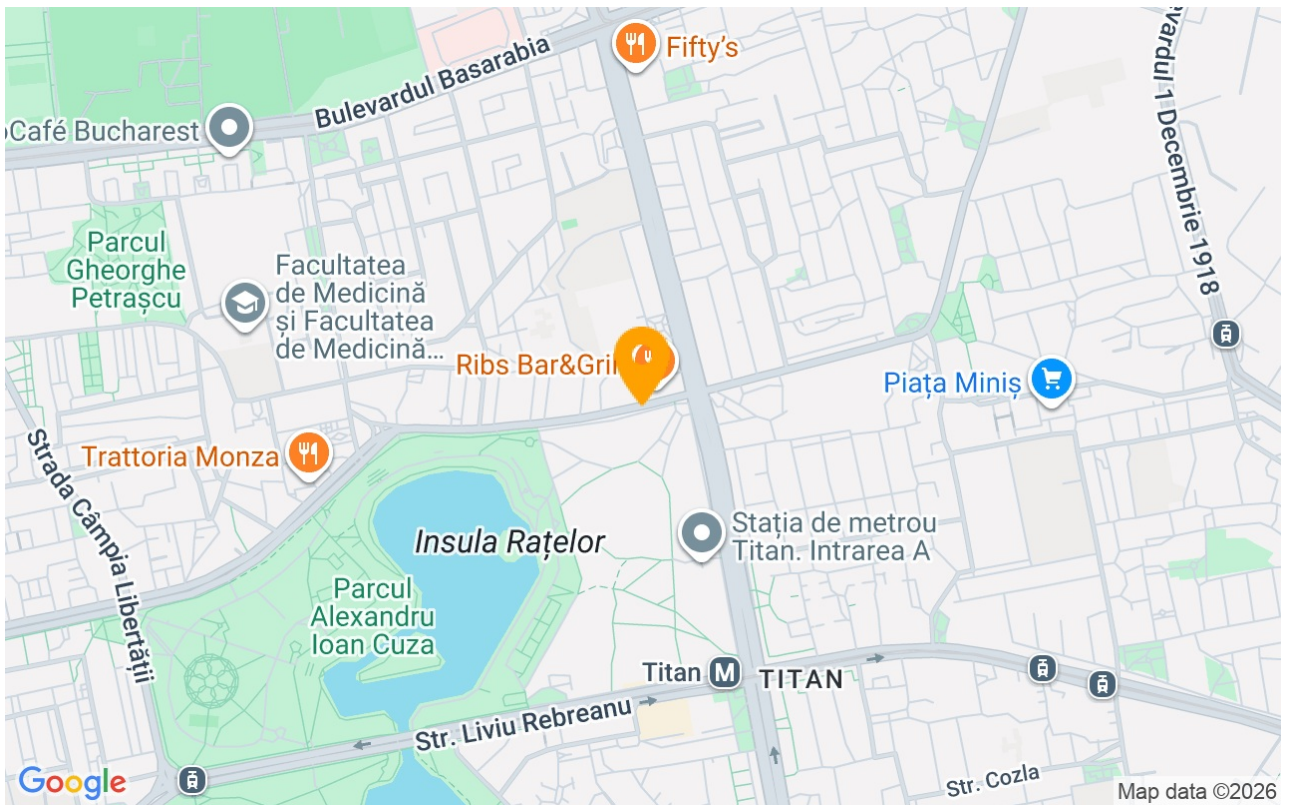 Fifty's
Bulevardul Basarabia
Café Bucharest
Bulevardul 1 Decembrie 1918
Parcul
Gheorghe
Petrașcu
Facultatea
de Medicină
și Facultatea
de Medicină...
Ribs Bar&Gri
Piața Miniș
Trattoria Monza
Strada Câmpia Libertății
Insula Rațelor
Stația de metrou
Titan. Intrarea A
Parcul
Alexandru
Ioan Cuza
Titan M
TITAN
Str. Liviu Rebreanu
Str. Cozla
Google
Map data ©2026